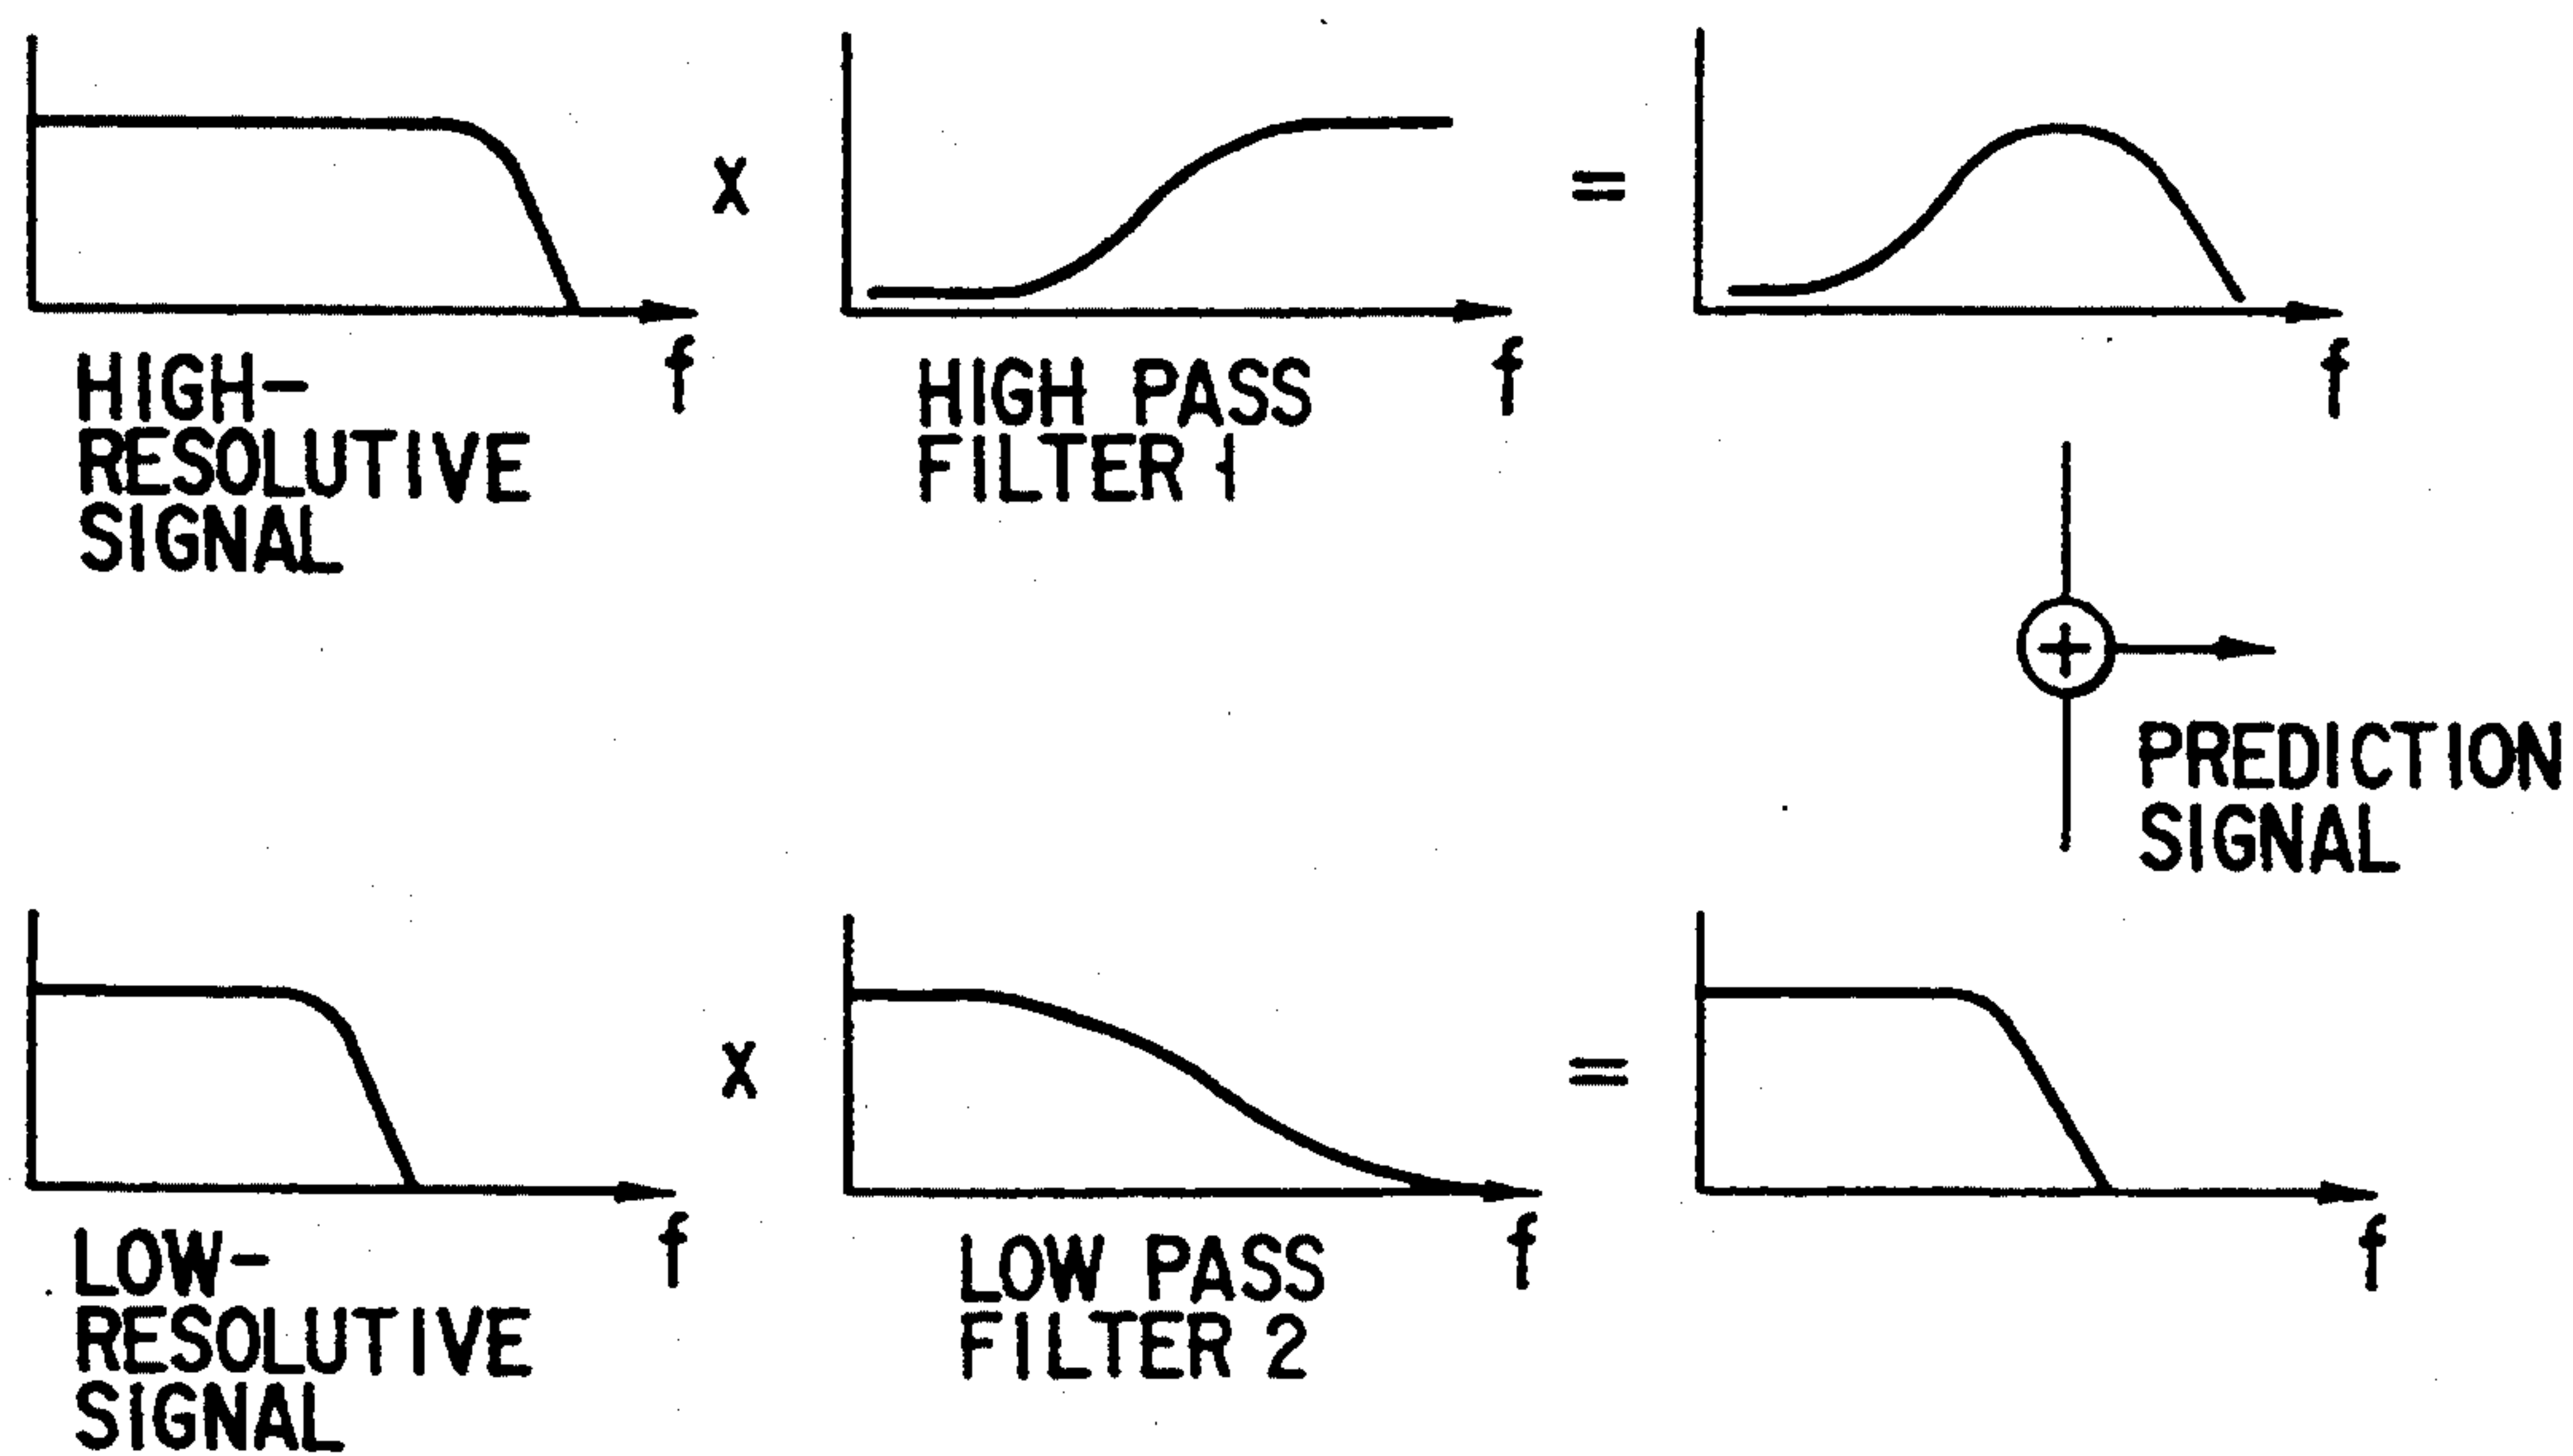 X
=
f
f
f
HIGH-
RESOLUTIVE
SIGNAL
HIGH PASS
FILTER 1
+
PREDICTION
SIGNAL
X
=
f
f
f
LOW-
RESOLUTIVE
SIGNAL
LOW PASS
FILTER 2